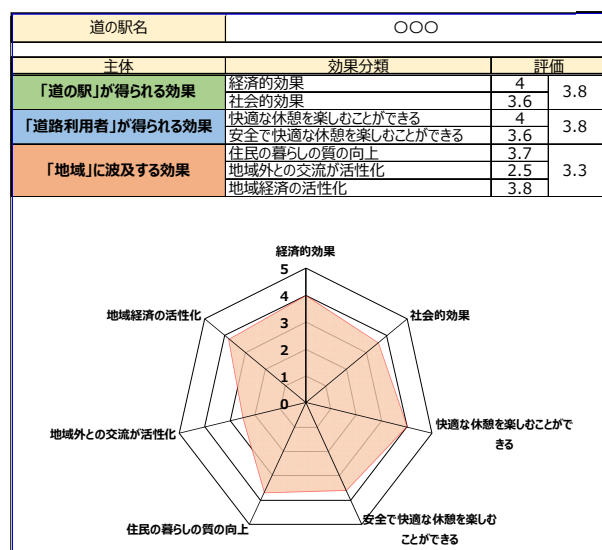 道の駅名 〇〇〇
主体 効果分類 評価
「道の駅」が得られる効果 経済的効果 4 3.8
社会的効果 3.6
「道路利用者」が得られる効果 快適な休憩を楽しむことができる 4 3.8
安全で快適な休憩を楽しむことができる 3.6
「地域」に波及する効果 住民の暮らしの質の向上 3.7 3.3
地域外との交流が活性化 2.5
地域経済の活性化 3.8
経済的効果
5
4
3
2
1
0
地域経済の活性化
社会的効果
地域外との交流が活性化
快適な休憩を楽しむことがで
きる
住民の暮らしの質の向上
安全で快適な休憩を楽しむ
ことができる